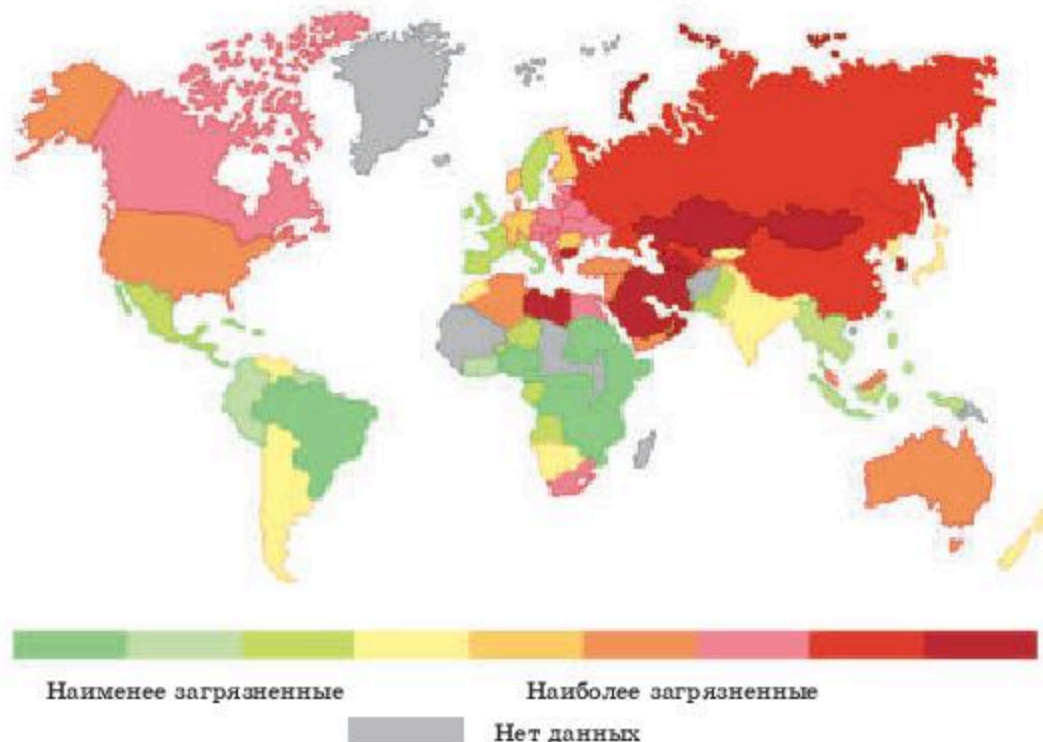 Наименее загрязненные
Наиболее загрязненные
Нет данных